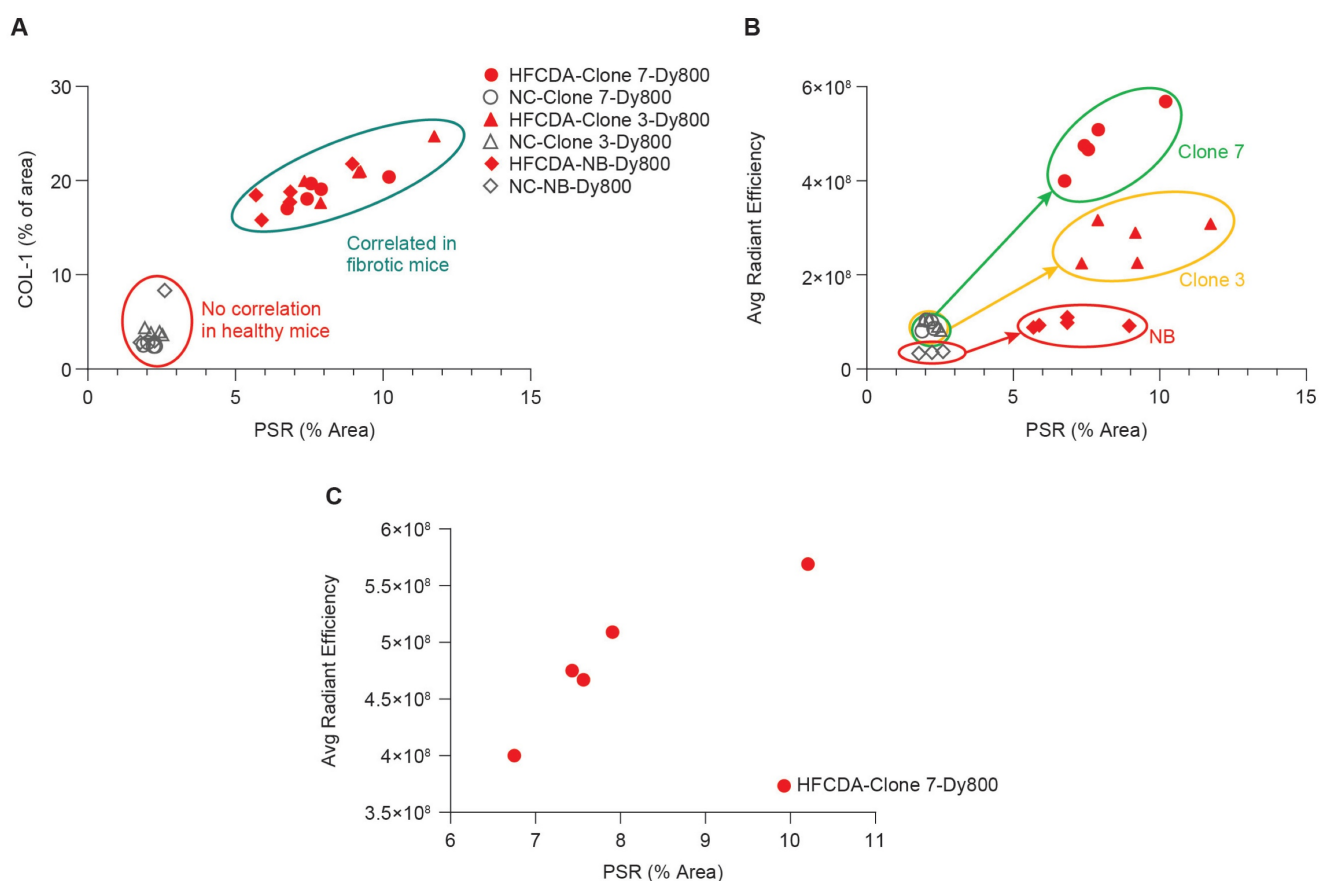 A
COL-1 (% of area)
30
20
10
0
0
5
10
15
PSR (% Area)
Correlated in
fibrotic mice
No correlation
in healthy mice
HFCDA-Clone 7-Dy800
NC-Clone 7-Dy800
HFCDA-Clone 3-Dy800
NC-Clone 3-Dy800
HFCDA-NB-Dy800
NC-NB-Dy800
B
Avg Radiant Efficiency
6×10⁸
4×10⁸
2×10⁸
0
0
5
10
15
PSR (% Area)
Clone 7
Clone 3
NB
C
Avg Radiant Efficiency
6×10⁸
5.5×10⁸
5×10⁸
4.5×10⁸
4×10⁸
3.5×10⁸
6
7
8
9
10
11
PSR (% Area)
HFCDA-Clone 7-Dy800